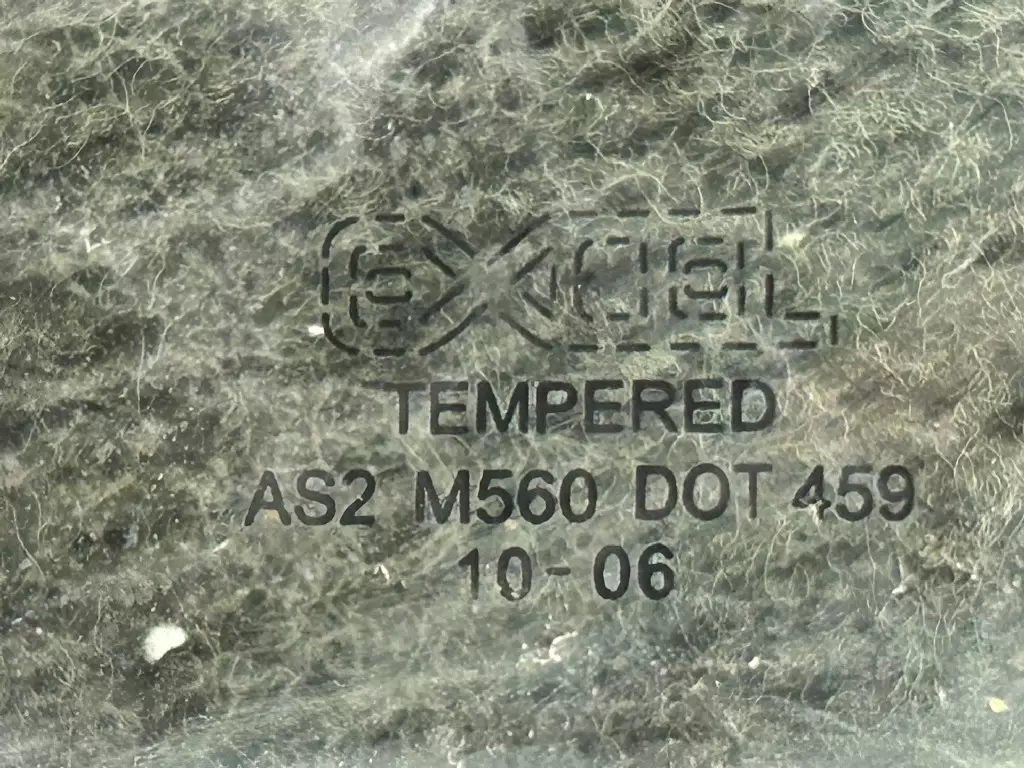 EXCEL
TEMPERED
AS2 M560 DOT 459
10-06